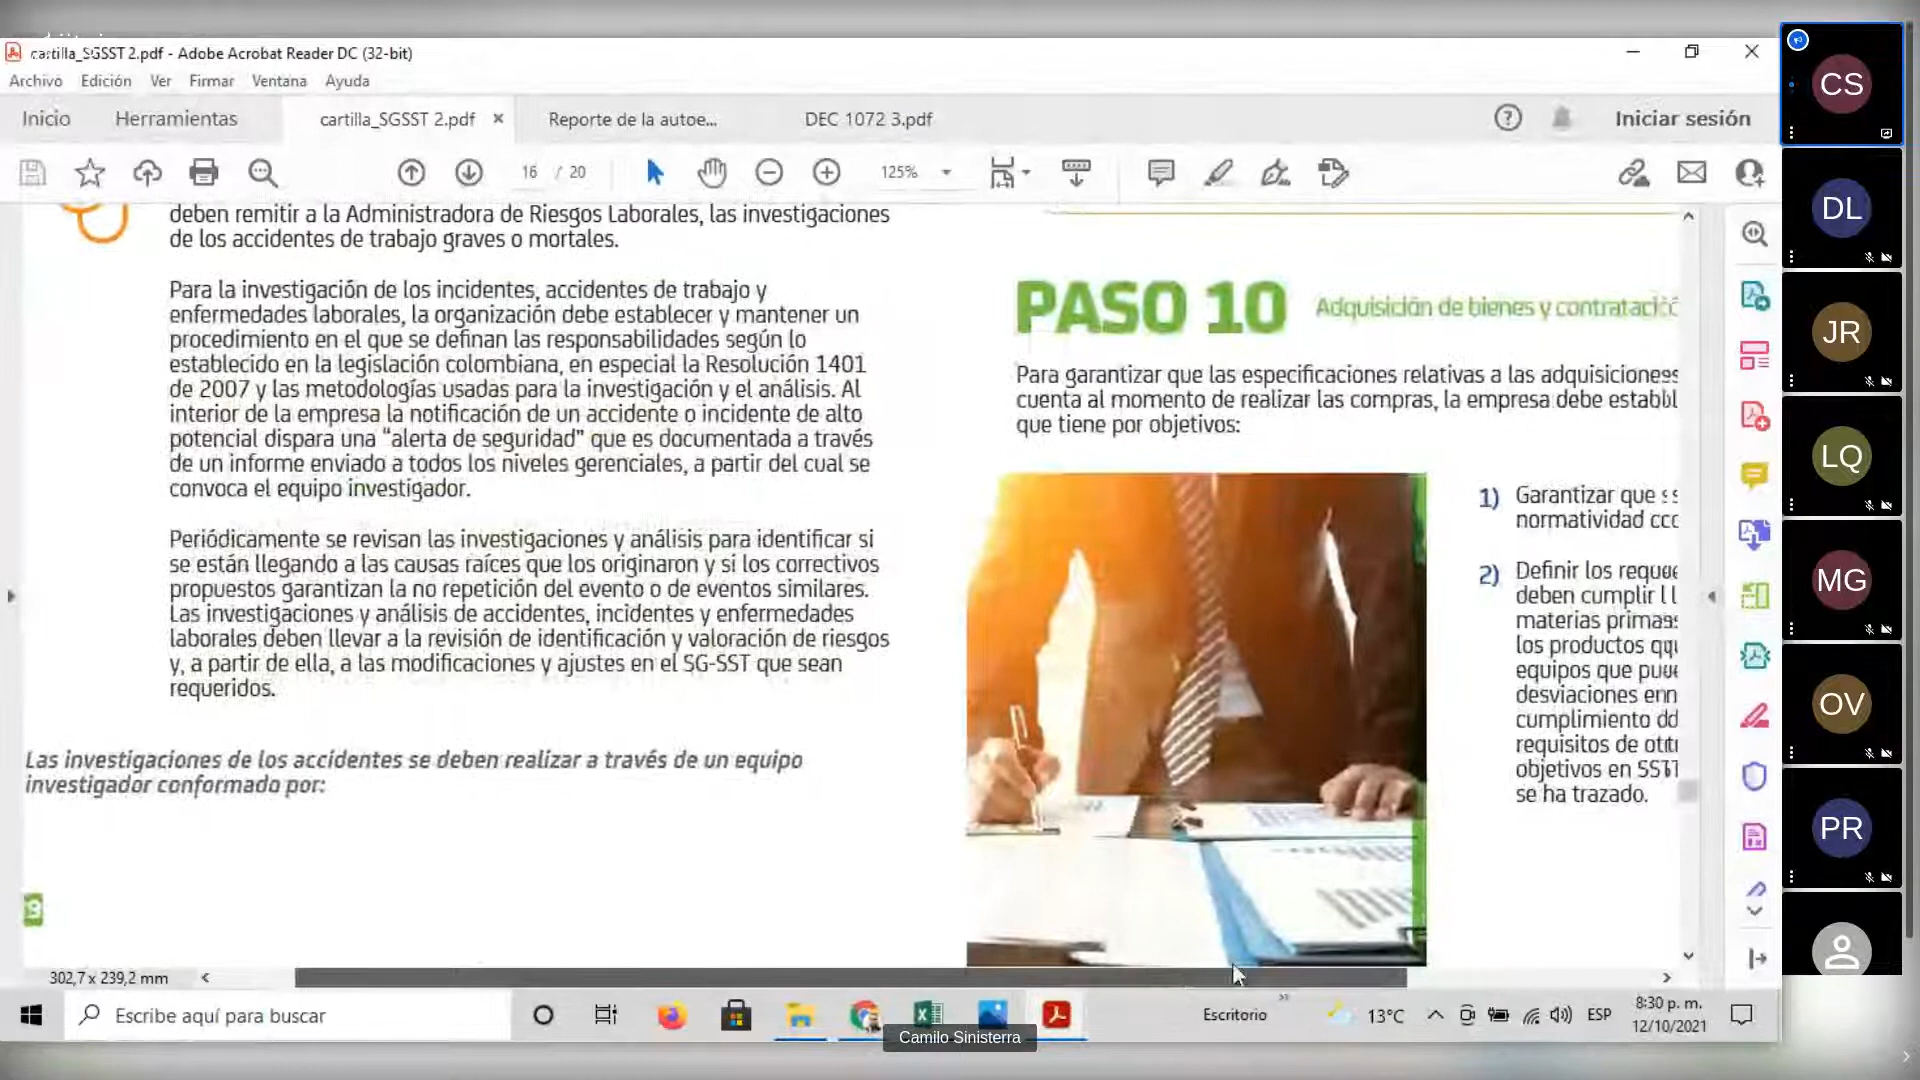 cartilla_SGSST 2.pdf - Adobe Acrobat Reader DC (32-bit)
Archivo Edición Ver Firmar Ventana Ayuda
Inicio Herramientas cartilla_SGSST 2.pdf Reporte de la autoe... DEC 1072 3.pdf Iniciar sesión
16 / 20 125%
deben remitir a la Administradora de Riesgos Laborales, las investigaciones
de los accidentes de trabajo graves o mortales.
Para la investigación de los incidentes, accidentes de trabajo y
enfermedades laborales, la organización debe establecer y mantener un
procedimiento en el que se definan las responsabilidades según lo
establecido en la legislación colombiana, en especial la Resolución 1401
de 2007 y las metodologías usadas para la investigación y el análisis. Al
interior de la empresa la notificación de un accidente o incidente de alto
potencial dispara una “alerta de seguridad” que es documentada a través
de un informe enviado a todos los niveles gerenciales, a partir del cual se
convoca el equipo investigador.
Periódicamente se revisan las investigaciones y análisis para identificar si
se están llegando a las causas raíces que los originaron y si los correctivos
propuestos garantizan la no repetición del evento o de eventos similares.
Las investigaciones y análisis de accidentes, incidentes y enfermedades
laborales deben llevar a la revisión de identificación y valoración de riesgos
y, a partir de ella, a las modificaciones y ajustes en el SG-SST que sean
requeridos.
Las investigaciones de los accidentes se deben realizar a través de un equipo
investigador conformado por:
PASO 10 Adquisición de bienes y
Para garantizar que las especificaciones relativas a las
cuenta al momento de realizar las compras, la empresa debe
que tiene por objetivos:
1) Garantizar que
normatividad
2) Definir los
deben cumplir
materias
los productos
equipos que
desviaciones
cumplimiento
requisitos de
objetivos en
se ha trazado.
302,7 x 239,2 mm
Escribe aquí para buscar
Escritorio 13°C ESP 8:30 p. m.
12/10/2021
Camilo Sinisterra
CS
DL
JR
LQ
MG
OV
PR